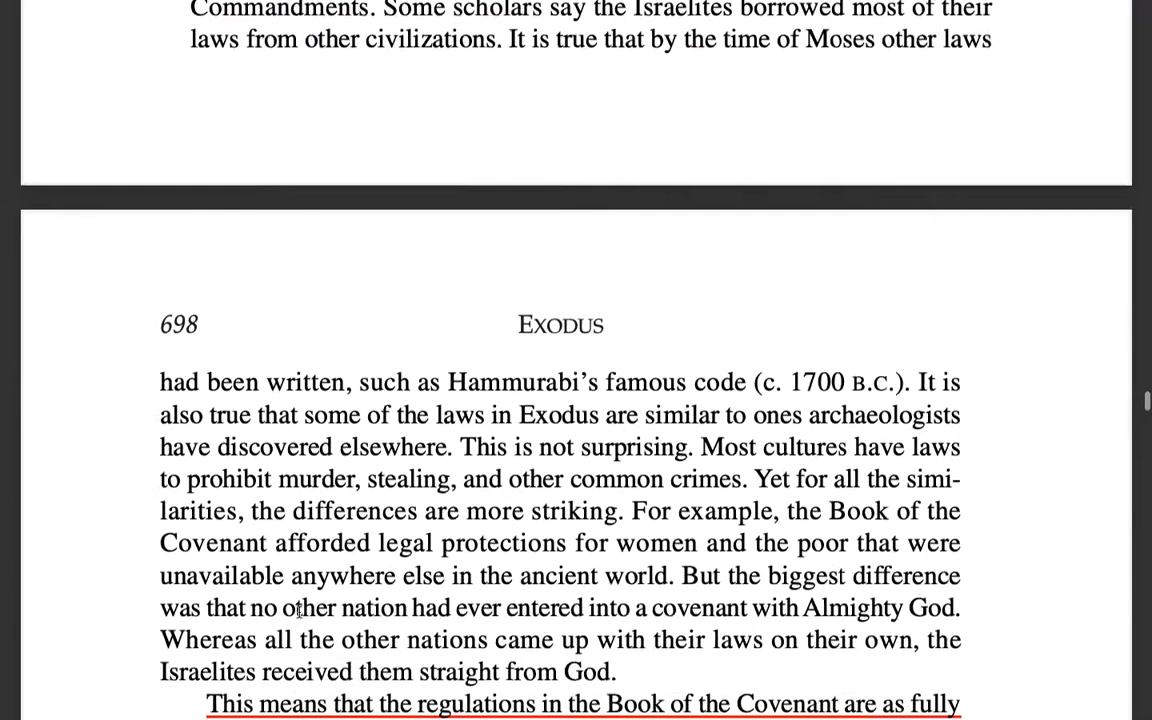 Commandments. Some scholars say the Israelites borrowed most of their
laws from other civilizations. It is true that by the time of Moses other laws
698
EXODUS
had been written, such as Hammurabi’s famous code (c. 1700 B.C.). It is
also true that some of the laws in Exodus are similar to ones archaeologists
have discovered elsewhere. This is not surprising. Most cultures have laws
to prohibit murder, stealing, and other common crimes. Yet for all the simi-
larities, the differences are more striking. For example, the Book of the
Covenant afforded legal protections for women and the poor that were
unavailable anywhere else in the ancient world. But the biggest difference
was that no other nation had ever entered into a covenant with Almighty God.
Whereas all the other nations came up with their laws on their own, the
Israelites received them straight from God.
This means that the regulations in the Book of the Covenant are as fully